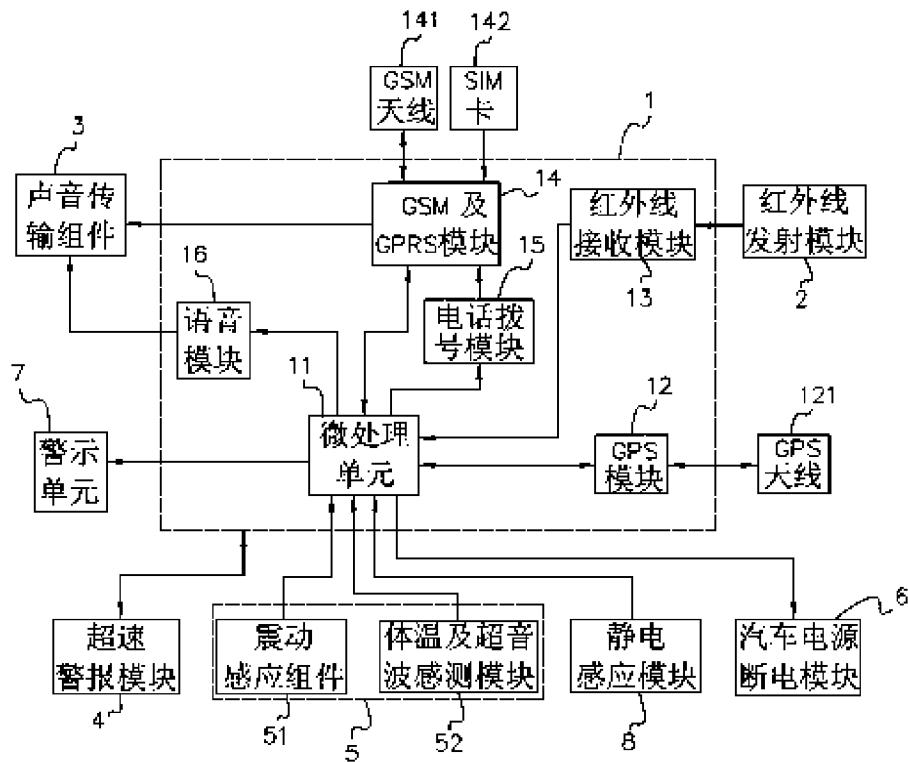 141
142
GSM
天线
SIM
卡
1
3
声音传
输组件
14
GSM 及
GPRS模块
红外线
接收模块
13
红外线
发射模块
2
16
语音
模块
15
电话拨
号模块
7
警示
单元
11
微处理
单元
12
GPS
模块
121
GPS
天线
超速
警报模块
4
震动
感应组件
51
5
体温及超音
波感测模块
52
静电
感应模块
8
6
汽车电源
断电模块